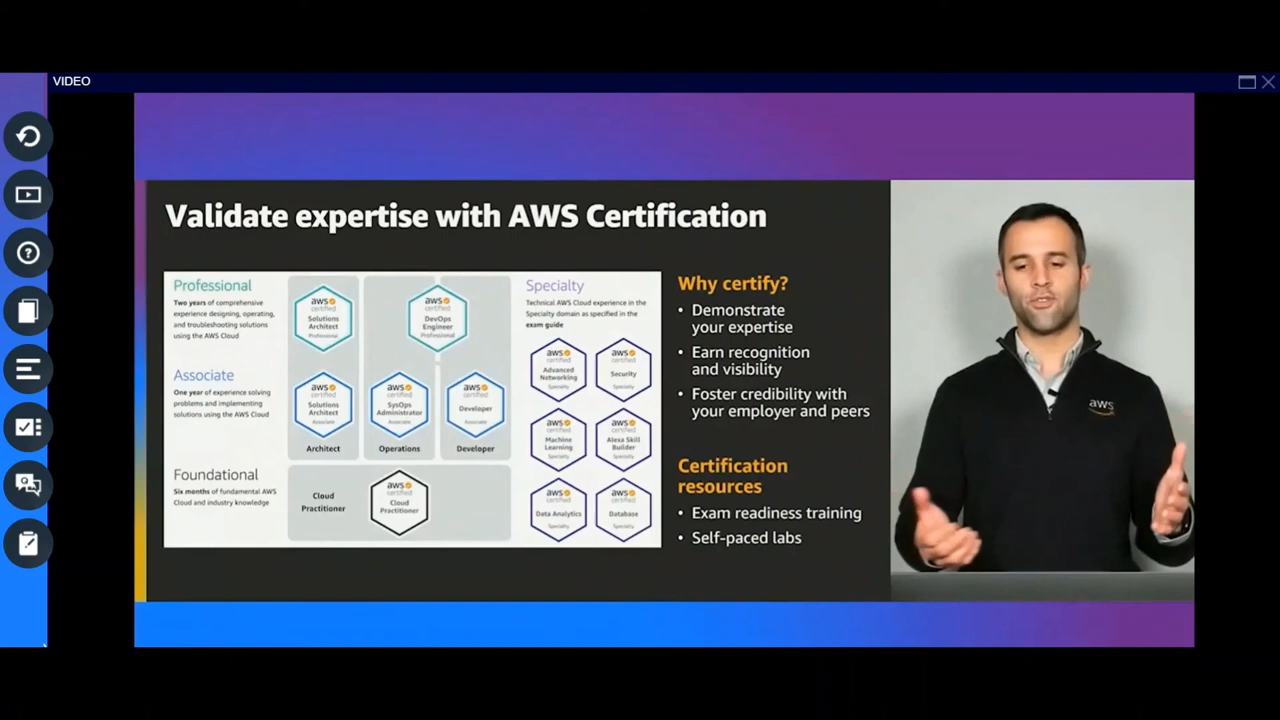 VIDEO
Validate expertise with AWS Certification
Professional
Two years of comprehensive
experience designing, operating,
and troubleshooting solutions
using the AWS Cloud
aws
certified
Solutions
Architect
Professional
aws
certified
DevOps
Engineer
Professional
Associate
One year of experience solving
problems and implementing
solutions using the AWS Cloud
aws
certified
Solutions
Architect
Associate
aws
certified
SysOps
Administrator
Associate
aws
certified
Developer
Associate
Architect
Operations
Developer
Foundational
Six months of fundamental AWS
Cloud and industry knowledge
Cloud
Practitioner
aws
certified
Cloud
Practitioner
Specialty
Technical AWS Cloud experience in the
Specialty domain as specified in the
exam guide
aws
certified
Advanced
Networking
Specialty
aws
certified
Security
Specialty
aws
certified
Machine
Learning
Specialty
aws
certified
Alexa Skill
Builder
Specialty
aws
certified
Data Analytics
Specialty
aws
certified
Database
Specialty
Why certify?
• Demonstrate
your expertise
• Earn recognition
and visibility
• Foster credibility with
your employer and peers
Certification
resources
• Exam readiness training
• Self-paced labs
aws